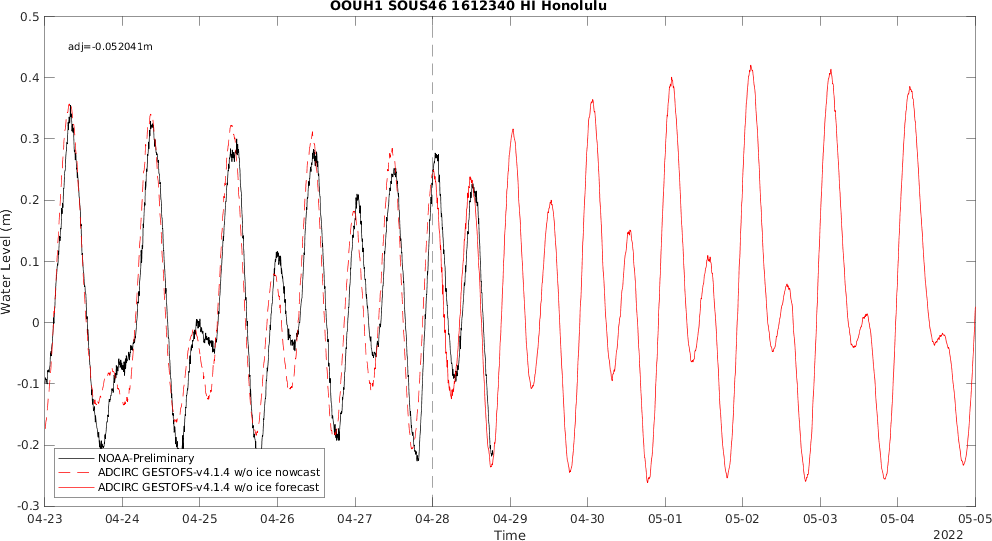 OOUH1 SOUS46 1612340 HI Honolulu
adj=-0.052041m
Water Level (m)
0.5
0.4
0.3
0.2
0.1
0
-0.1
-0.2
-0.3
NOAA-Preliminary
ADCIRC GESTOFS-v4.1.4 w/o ice nowcast
ADCIRC GESTOFS-v4.1.4 w/o ice forecast
04-23 04-24 04-25 04-26 04-27 04-28 04-29 04-30 05-01 05-02 05-03 05-04 05-05
Time
2022